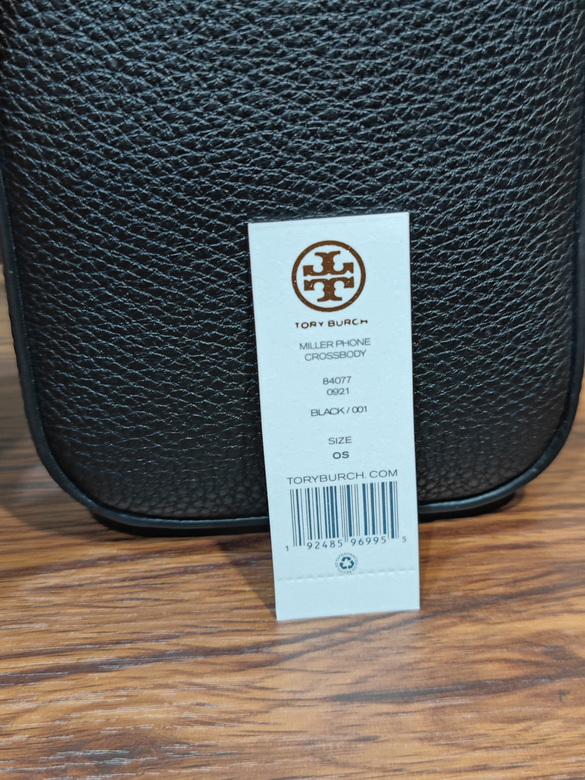 TORY BURCH
MILLER PHONE
CROSSBODY
84077
0921
BLACK / 001
SIZE
OS
TORYBURCH. COM
1 92485 96995 5